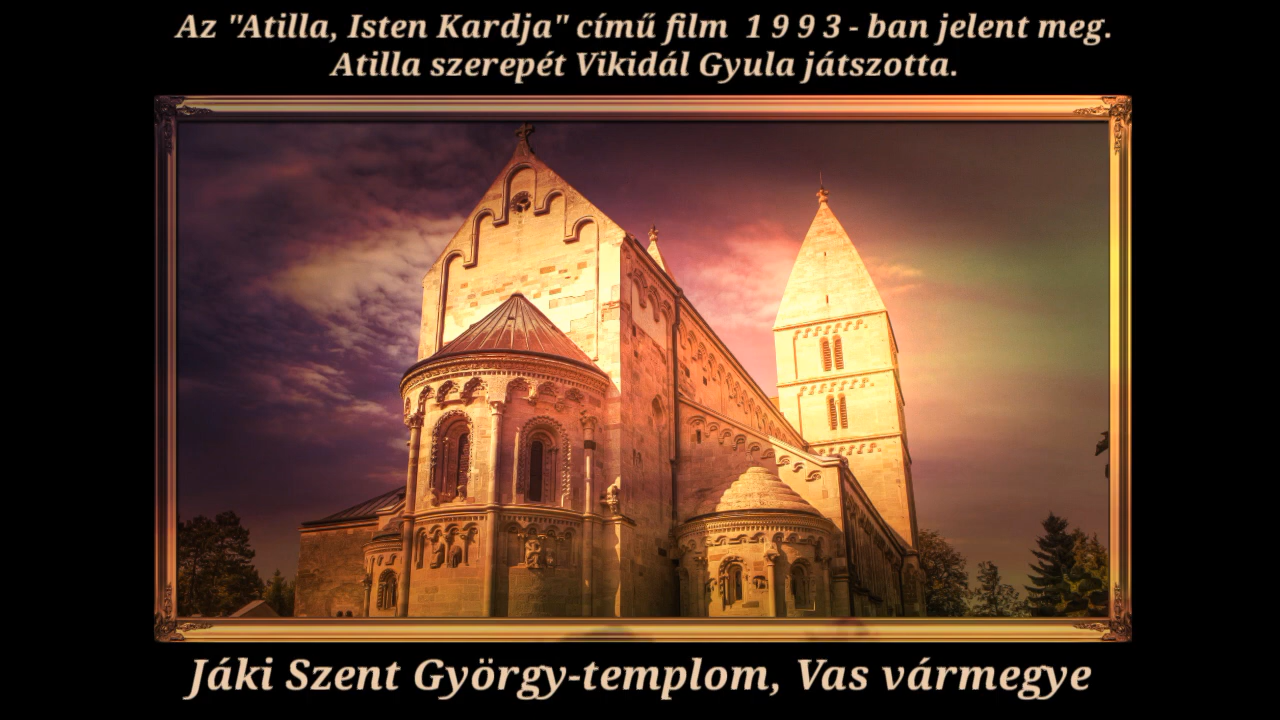 Az "Atilla, Isten Kardja" című film 1 9 9 3 - ban jelent meg.
Atilla szerepét Vikidál Gyula játszotta.
Jáki Szent György-templom, Vas vármegye